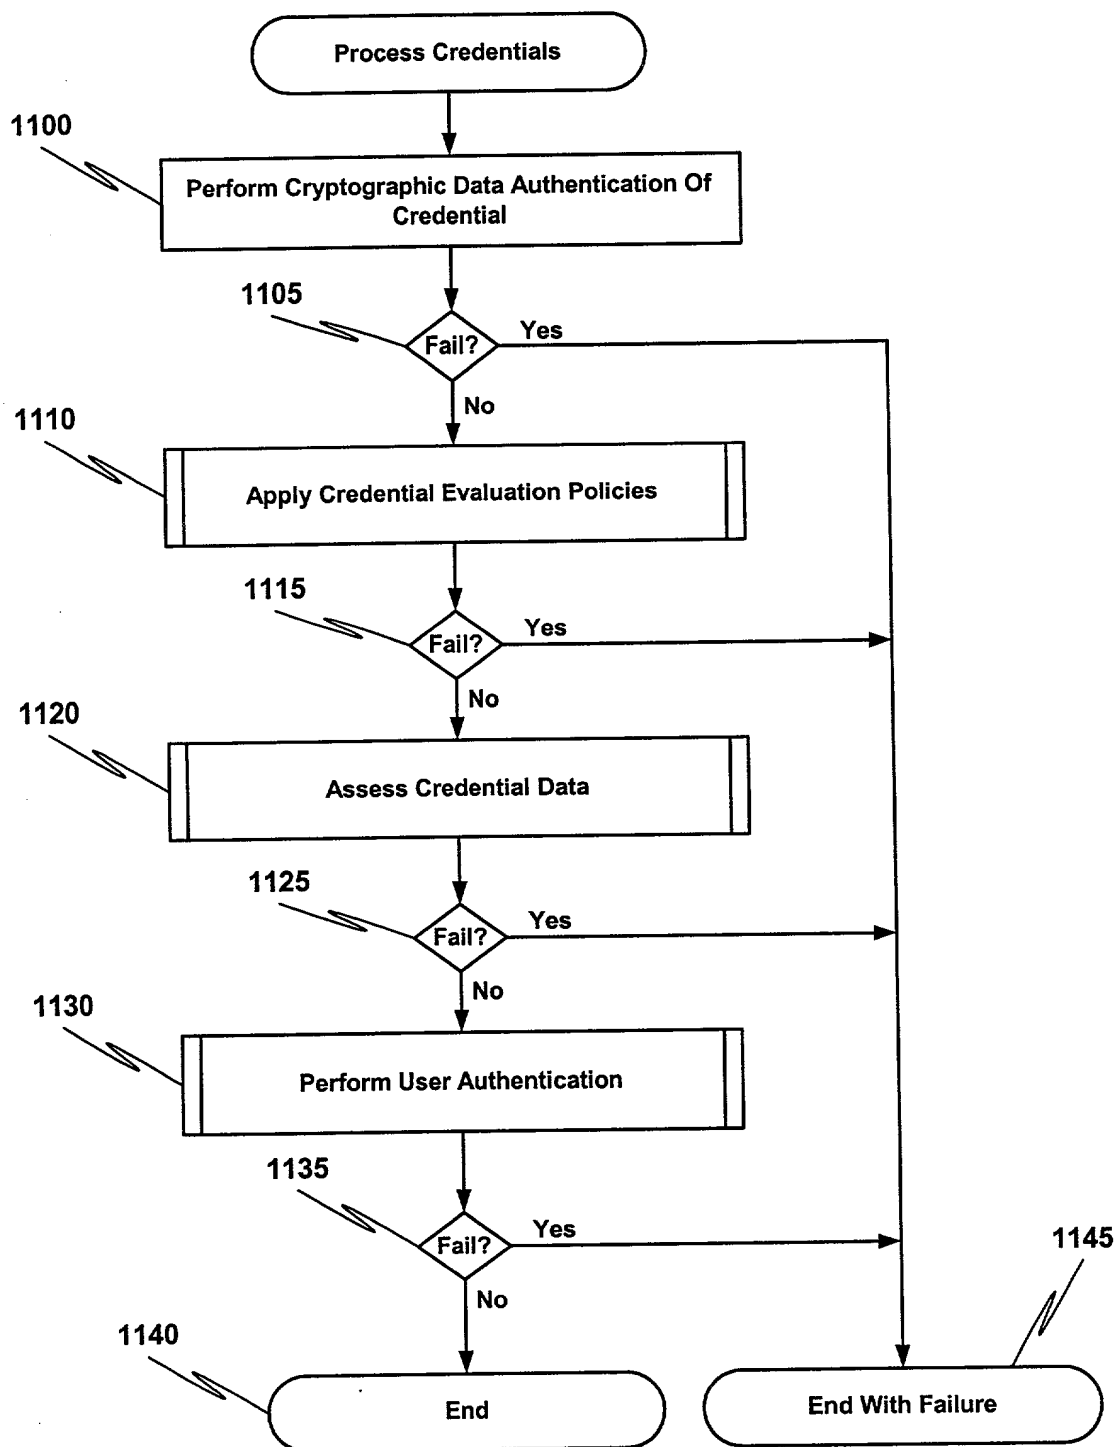 Process Credentials
1100
Perform Cryptographic Data Authentication Of
Credential
1105
Fail?
Yes
No
1110
Apply Credential Evaluation Policies
1115
Fail?
Yes
No
1120
Assess Credential Data
1125
Fail?
Yes
No
1130
Perform User Authentication
1135
Fail?
Yes
No
1145
1140
End
End With Failure